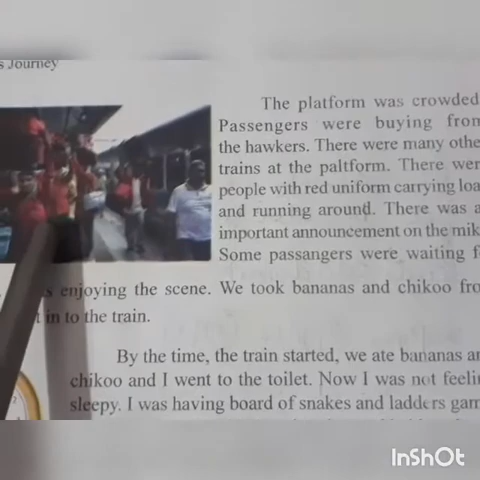 s Journey
The platform was crowded
Passengers were buying from
the hawkers. There were many othe
trains at the paltform. There wer
people with red uniform carrying loa
and running around. There was a
important announcement on the mik
Some passangers were waiting f
s enjoying the scene. We took bananas and chikoo fro
t in to the train.
By the time, the train started, we ate bananas an
chikoo and I went to the toilet. Now I was not feelin
sleepy. I was having board of snakes and ladders gam
InShOt